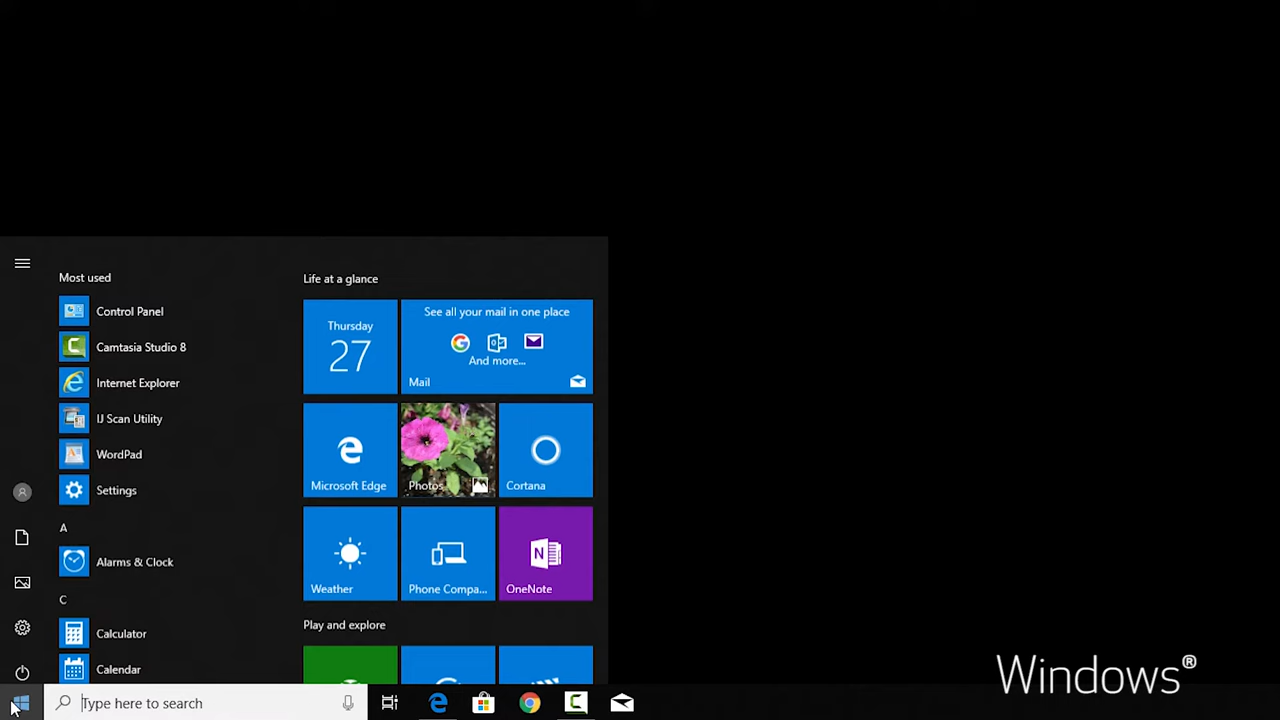 Most used
Control Panel
Camtasia Studio 8
Internet Explorer
IJ Scan Utility
WordPad
Settings
A
Alarms & Clock
C
Calculator
Calendar
Life at a glance
Thursday
27
See all your mail in one place
And more...
Mail
Microsoft Edge
Photos
Cortana
Weather
Phone Compa...
OneNote
Play and explore
Type here to search
Windows®